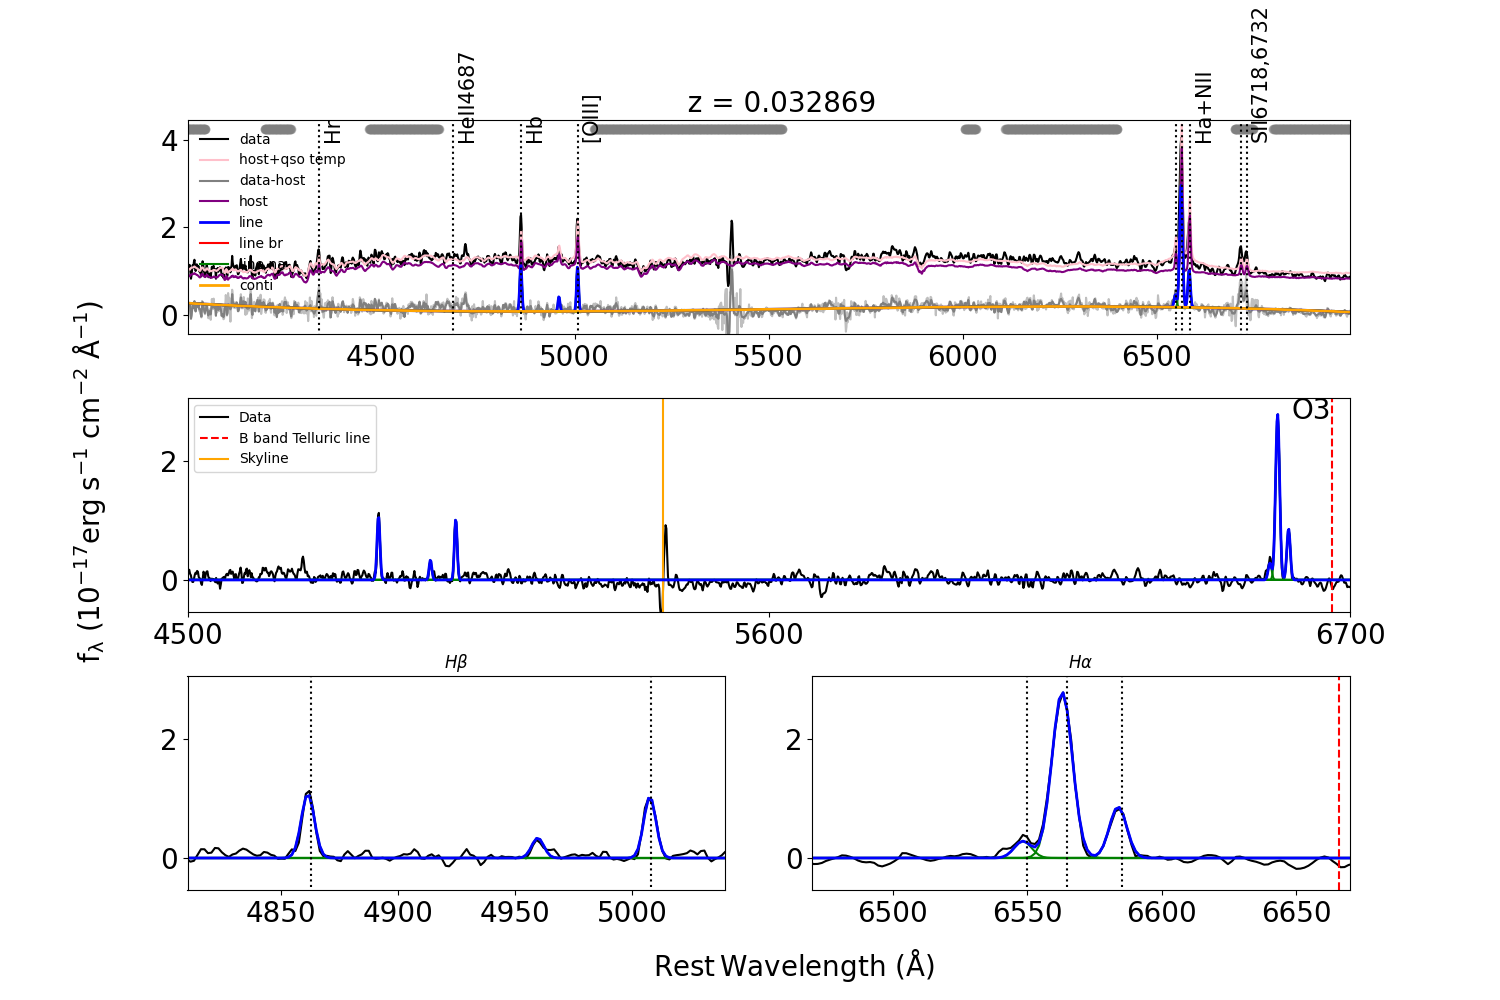 z = 0.032869
Hr
HeII4687
Hb
[OIII]
Ha+NII
SII6718,6732
data
host+qso temp
data-host
host
line
line br
conti
4
2
0
4500 5000 5500 6000 6500
Data
B band Telluric line
Skyline
O3
2
0
4500 5600 6700
fλ (10⁻¹⁷erg s⁻¹ cm⁻² Å⁻¹)
Hβ
Hα
2
0
4850 4900 4950 5000
2
0
6500 6550 6600 6650
Rest Wavelength (Å)